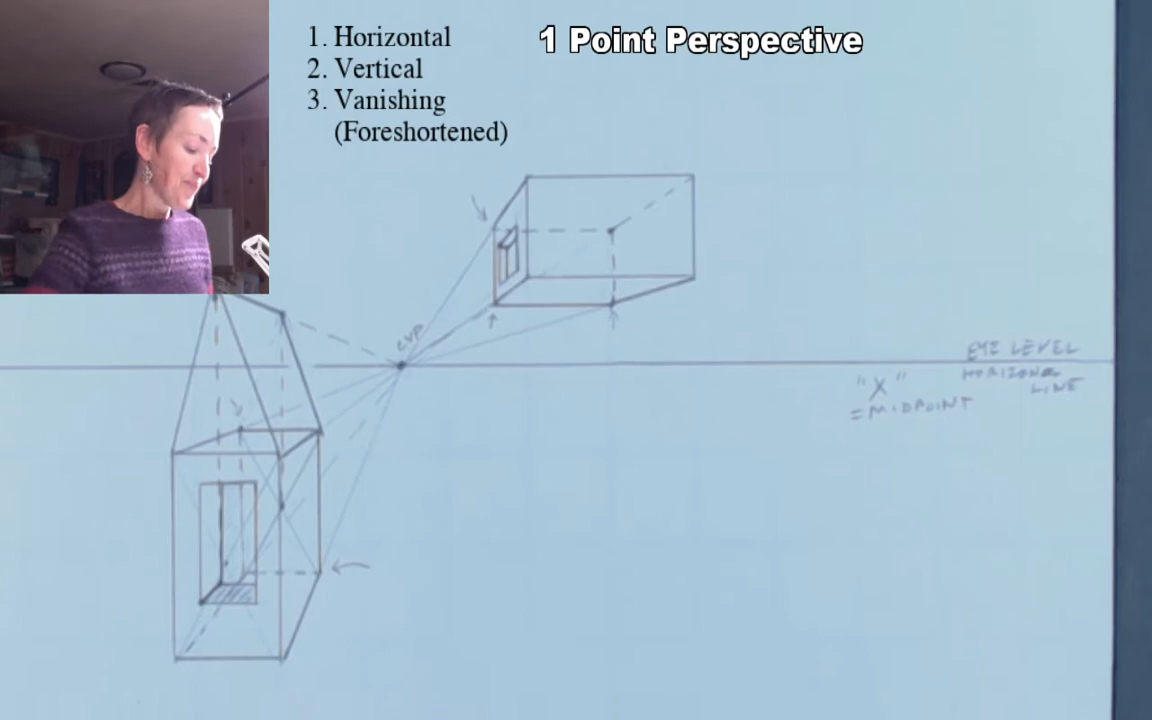 1. Horizontal
2. Vertical
3. Vanishing
(Foreshortened)
1 Point Perspective
CVP
EYE LEVEL
HORIZON
LINE
"X"
= MIDPOINT